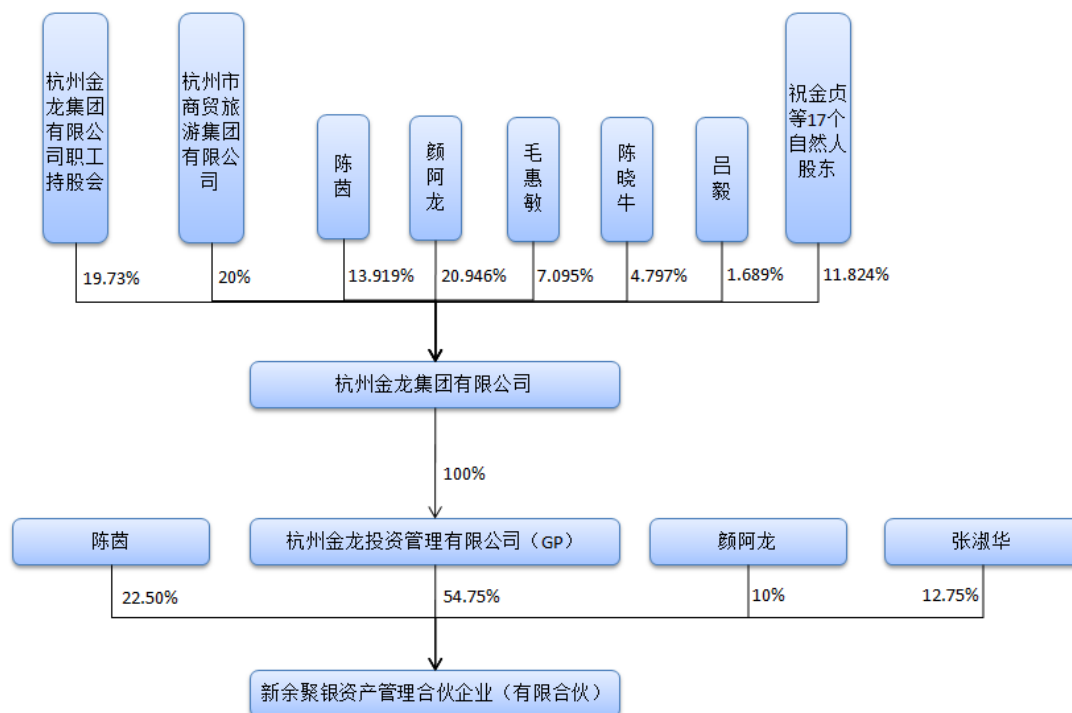 杭州金
龙集团
有限公
司职工
持股会
杭州市
商贸旅
游集团
有限公
司
陈
茵
颜
阿
龙
毛
惠
敏
陈
晓
牛
吕
毅
祝金贞
等17个
自然人
股东
19.73%
20%
13.919%
20.946%
7.095%
4.797%
1.689%
11.824%
杭州金龙集团有限公司
100%
陈茵
杭州金龙投资管理有限公司（GP）
颜阿龙
张淑华
22.50%
54.75%
10%
12.75%
新余聚银资产管理合伙企业（有限合伙）